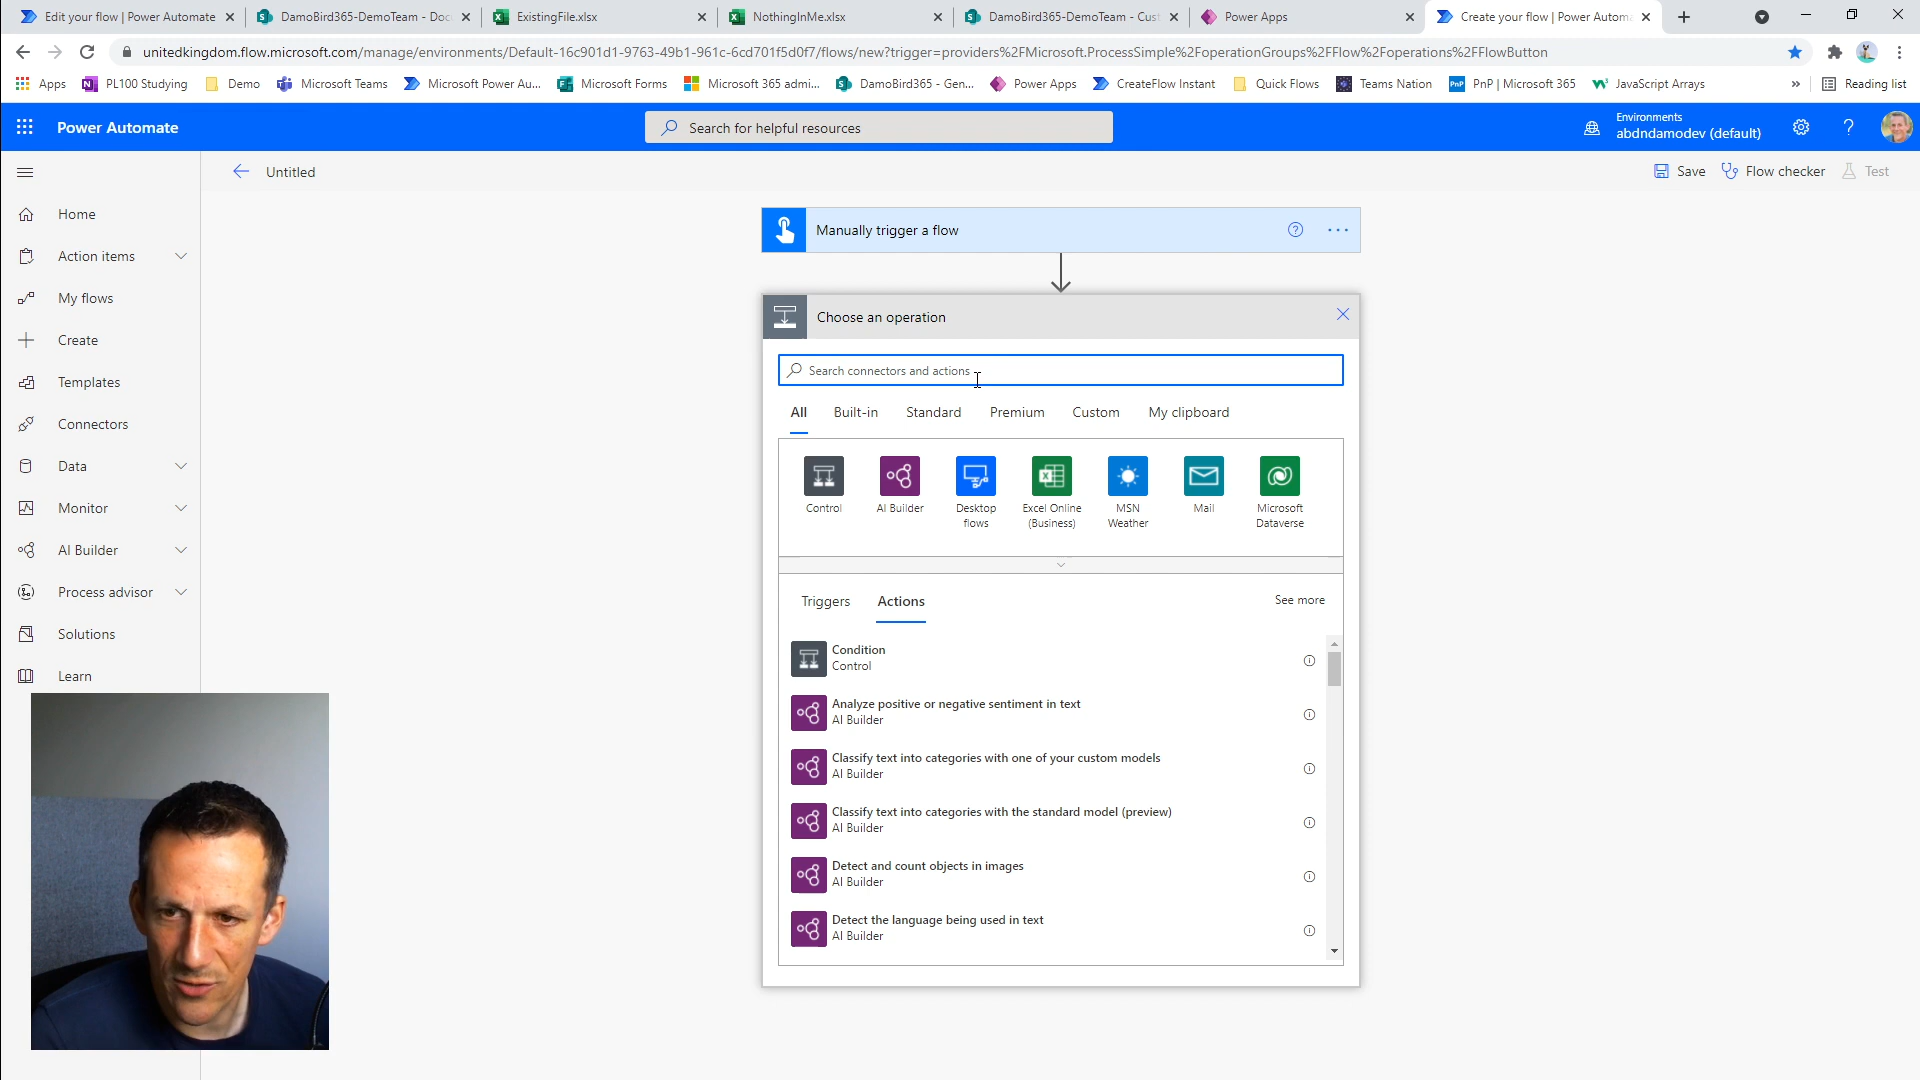 Edit your flow | Power Automate
DamoBird365-DemoTeam - Doc
ExistingFile.xlsx
NothingInMe.xlsx
DamoBird365-DemoTeam - Cus
Power Apps
Create your flow | Power Autom
unitedkingdom.flow.microsoft.com/manage/environments/Default-16c901d1-9763-49b1-961c-6cd701f5d0f7/flows/new?trigger=providers%2FMicrosoft.ProcessSimple%2FoperationGroups%2FFlow%2Foperations%2FFlowButton
Apps
PL100 Studying
Demo
Microsoft Teams
Microsoft Power Au...
Microsoft Forms
Microsoft 365 admi...
DamoBird365 - Gen...
Power Apps
CreateFlow Instant
Quick Flows
Teams Nation
PnP | Microsoft 365
JavaScript Arrays
»
Reading list
Power Automate
Search for helpful resources
Environments
abdndamodev (default)
Untitled
Save
Flow checker
Test
Home
Action items
My flows
Create
Templates
Connectors
Data
Monitor
AI Builder
Process advisor
Solutions
Learn
Manually trigger a flow
Choose an operation
Search connectors and actions
All
Built-in
Standard
Premium
Custom
My clipboard
Control
AI Builder
Desktop
flows
Excel Online
(Business)
MSN
Weather
Mail
Microsoft
Dataverse
Triggers
Actions
See more
Condition
Control
Analyze positive or negative sentiment in text
AI Builder
Classify text into categories with one of your custom models
AI Builder
Classify text into categories with the standard model (preview)
AI Builder
Detect and count objects in images
AI Builder
Detect the language being used in text
AI Builder